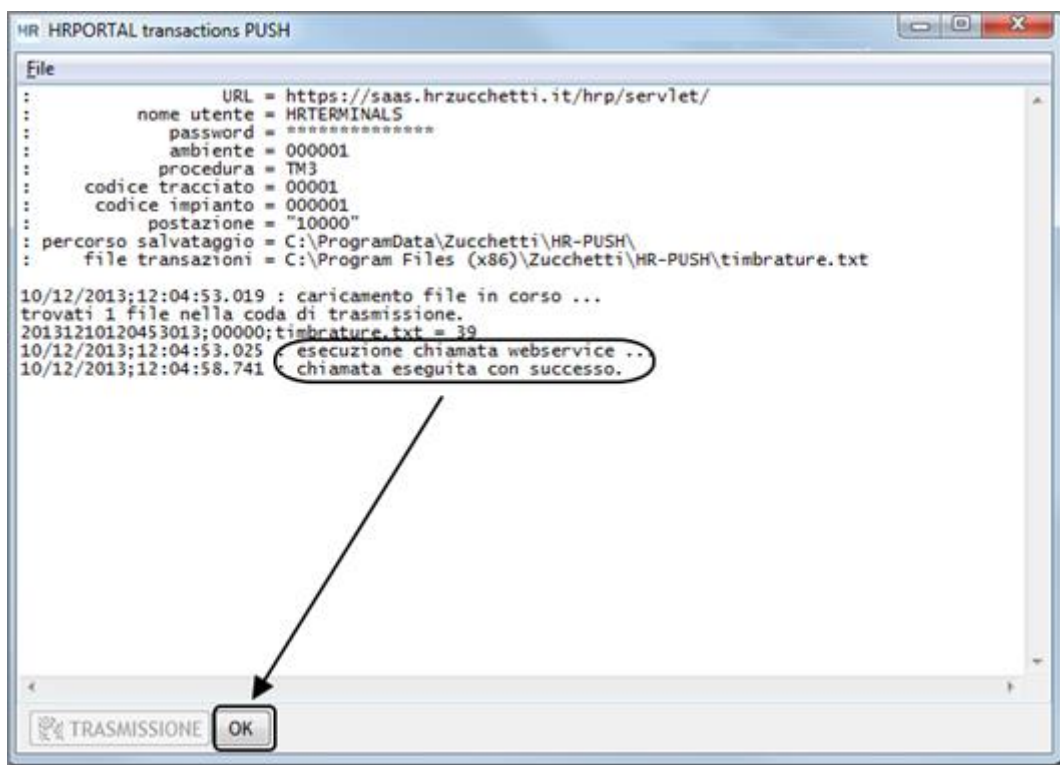 HR HRPORTAL transactions PUSH
File
: URL = https://saas.hrzucchetti.it/hrp/servlet/
: nome utente = HRTERMINALS
: password = **************
: ambiente = 000001
: procedura = TM3
: codice tracciato = 00001
: codice impianto = 000001
: postazione = "10000"
: percorso salvataggio = C:\ProgramData\Zucchetti\HR-PUSH\
: file transazioni = C:\Program Files (x86)\Zucchetti\HR-PUSH\timbrature.txt
10/12/2013;12:04:53.019 : caricamento file in corso ...
trovati 1 file nella coda di trasmissione.
20131210120453013;00000;timbrature.txt = 39
10/12/2013;12:04:53.025 : esecuzione chiamata webservice ...
10/12/2013;12:04:58.741 : chiamata eseguita con successo.
TRASMISSIONE OK